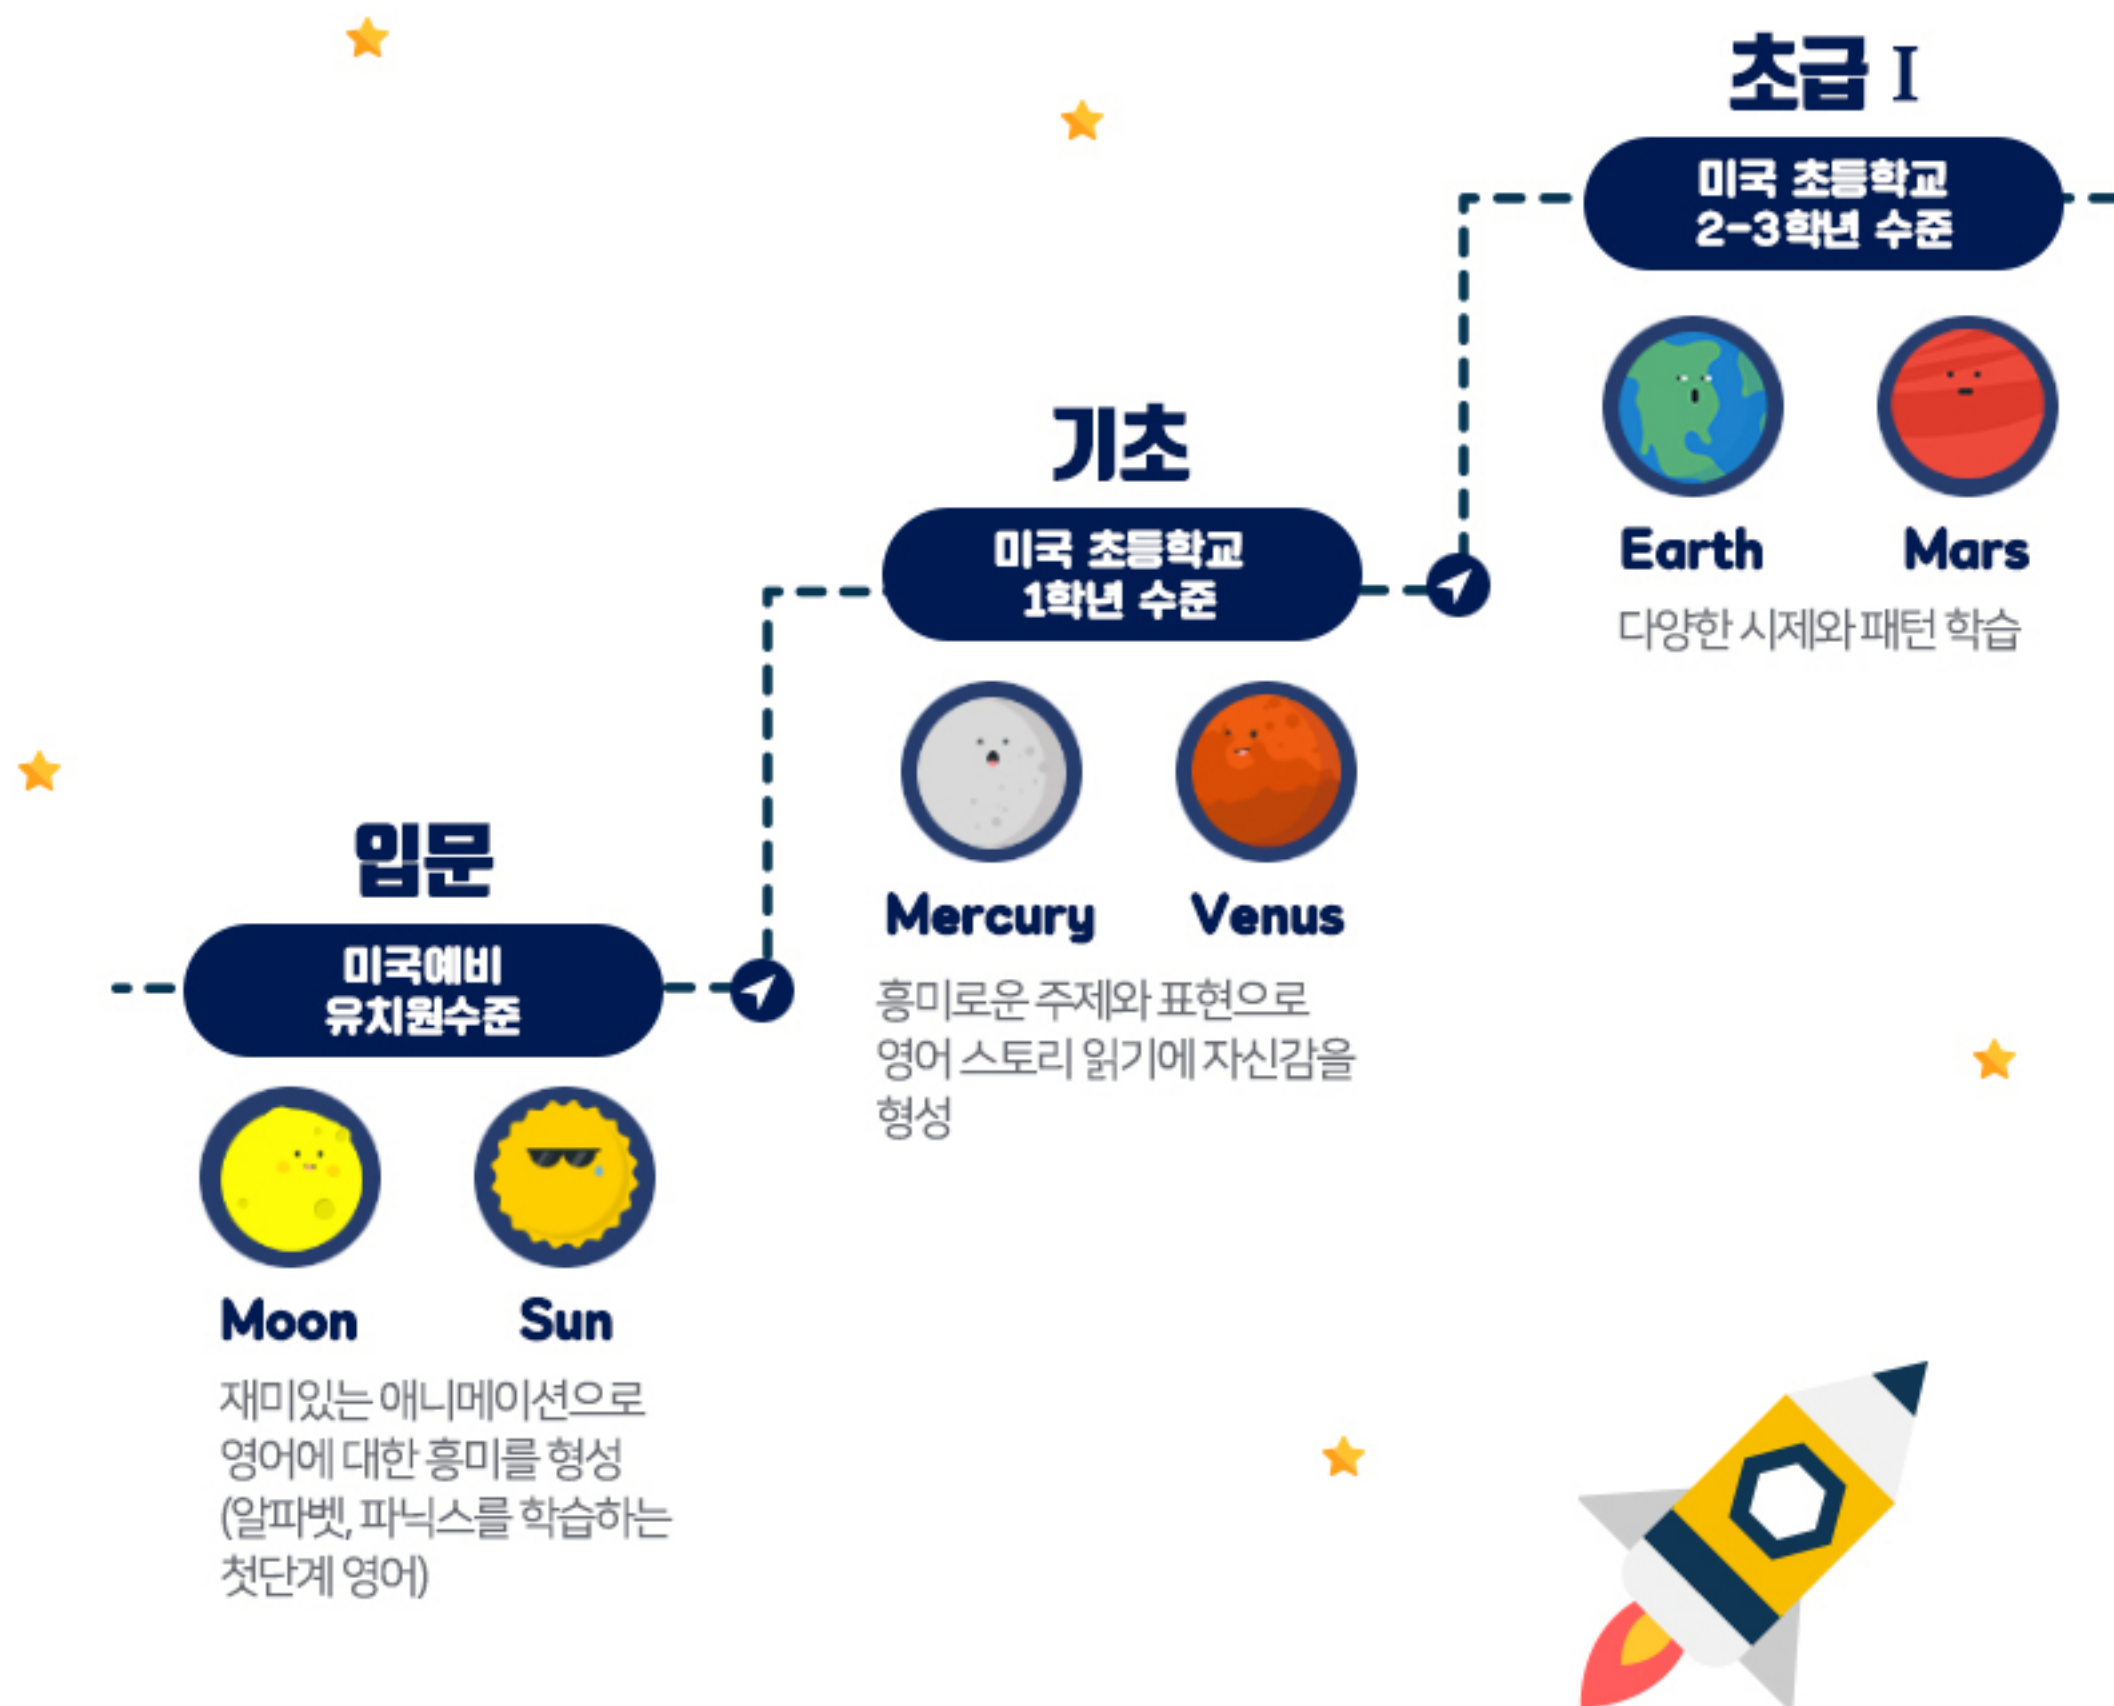 초급 I
미국 초등학교
2-3학년 수준
Earth
Mars
다양한 시제와 패턴 학습
기초
미국 초등학교
1학년 수준
Mercury
Venus
흥미로운 주제와 표현으로
영어 스토리 읽기에 자신감을
형성
입문
미국예비
유치원수준
Moon
Sun
재미있는 애니메이션으로
영어에 대한 흥미를 형성
(알파벳, 파닉스를 학습하는
첫단계 영어)